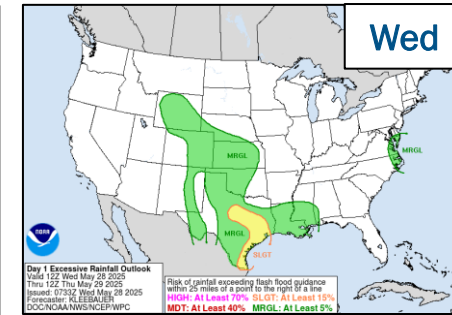 Wed
MRGL
MRGL
MRGL
SLGT
NOAA
Day 1 Excessive Rainfall Outlook
Valid 12Z Wed May 28 2025
Thru 12Z Thu May 29 2025
Issued: 0733Z Wed May 28 2025
Forecaster: KLEEBAUER
DOC/NOAA/NWS/NCEP/WPC
Risk of rainfall exceeding flash flood guidance
within 25 miles of a point to the right of a line
HIGH: At Least 70% SLGT: At Least 15%
MDT: At Least 40% MRGL: At Least 5%